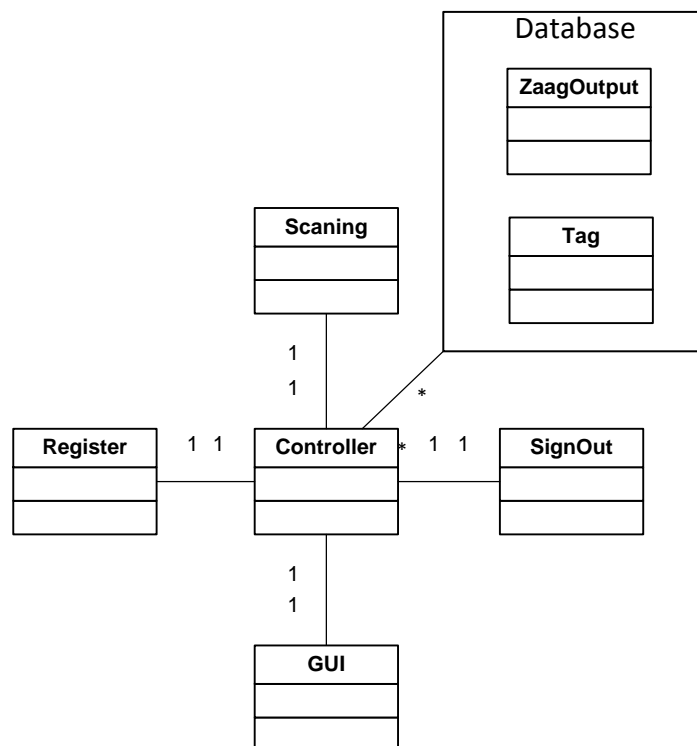 Database
ZaagOutput
Tag
Scaning
1
1
*
Register
1 1
Controller
*
1 1
SignOut
1
1
GUI